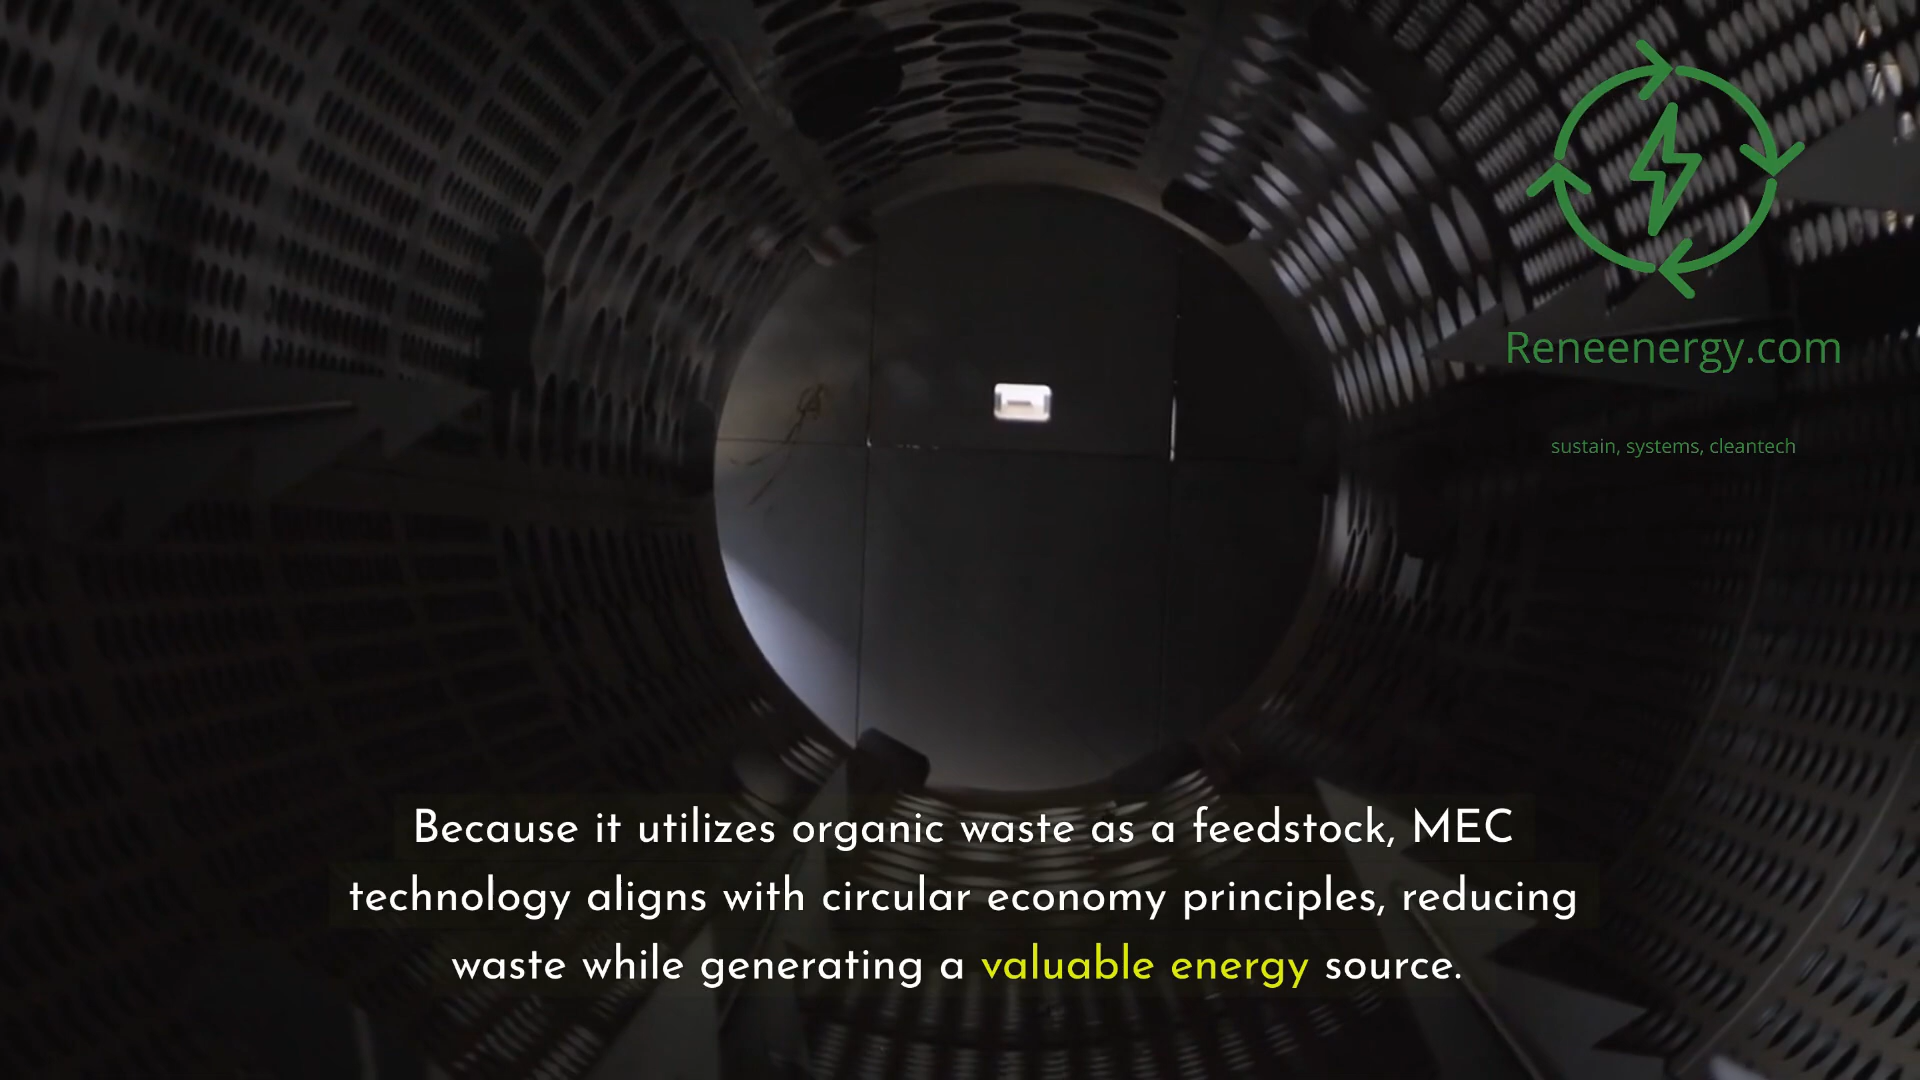 Reneenergy.com
sustain, systems, cleantech
Because it utilizes organic waste as a feedstock, MEC
technology aligns with circular economy principles, reducing
waste while generating a valuable energy source.